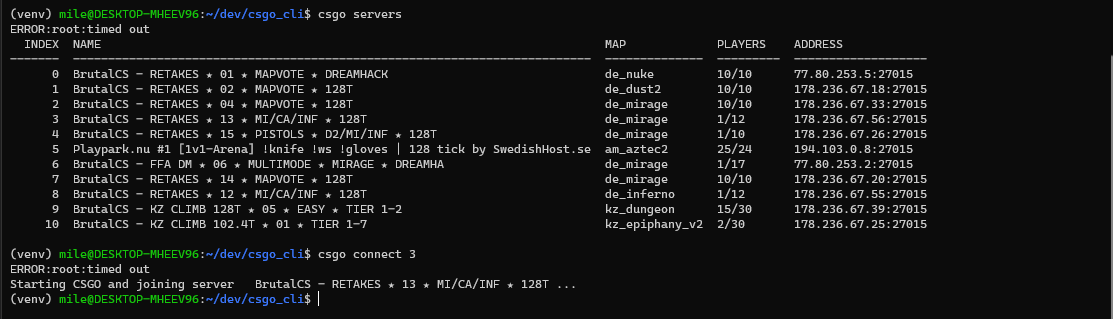 (venv) mile@DESKTOP-MHEEV96:~/dev/csgo_cli$ csgo servers
ERROR:root:timed out
INDEX  NAME                                                                   MAP             PLAYERS    ADDRESS
-------  ---------------------------------------------------------------------  --------------  ---------  -------------------
0  BrutalCS - RETAKES ★ 01 ★ MAPVOTE ★ DREAMHACK  de_nuke  10/10  77.80.253.5:27015
1  BrutalCS - RETAKES ★ 02 ★ MAPVOTE ★ 128T  de_dust2  10/10  178.236.67.18:27015
2  BrutalCS - RETAKES ★ 04 ★ MAPVOTE ★ 128T  de_mirage  10/10  178.236.67.33:27015
3  BrutalCS - RETAKES ★ 13 ★ MI/CA/INF ★ 128T  de_mirage  1/12  178.236.67.56:27015
4  BrutalCS - RETAKES ★ 15 ★ PISTOLS ★ D2/MI/INF ★ 128T  de_mirage  1/10  178.236.67.26:27015
5  Playpark.nu #1 [1v1-Arena] !knife !ws !gloves | 128 tick by SwedishHost.se  am_aztec2  25/24  194.103.0.8:27015
6  BrutalCS - FFA DM ★ 06 ★ MULTIMODE ★ MIRAGE ★ DREAMHA  de_mirage  1/17  77.80.253.2:27015
7  BrutalCS - RETAKES ★ 14 ★ MAPVOTE ★ 128T  de_mirage  10/10  178.236.67.20:27015
8  BrutalCS - RETAKES ★ 12 ★ MI/CA/INF ★ 128T  de_inferno  1/12  178.236.67.55:27015
9  BrutalCS - KZ CLIMB 128T ★ 05 ★ EASY ★ TIER 1-2  kz_dungeon  15/30  178.236.67.39:27015
10  BrutalCS - KZ CLIMB 102.4T ★ 01 ★ TIER 1-7  kz_epiphany_v2  2/30  178.236.67.25:27015
(venv) mile@DESKTOP-MHEEV96:~/dev/csgo_cli$ csgo connect 3
ERROR:root:timed out
Starting CSGO and joining server   BrutalCS - RETAKES ★ 13 ★ MI/CA/INF ★ 128T ...
(venv) mile@DESKTOP-MHEEV96:~/dev/csgo_cli$